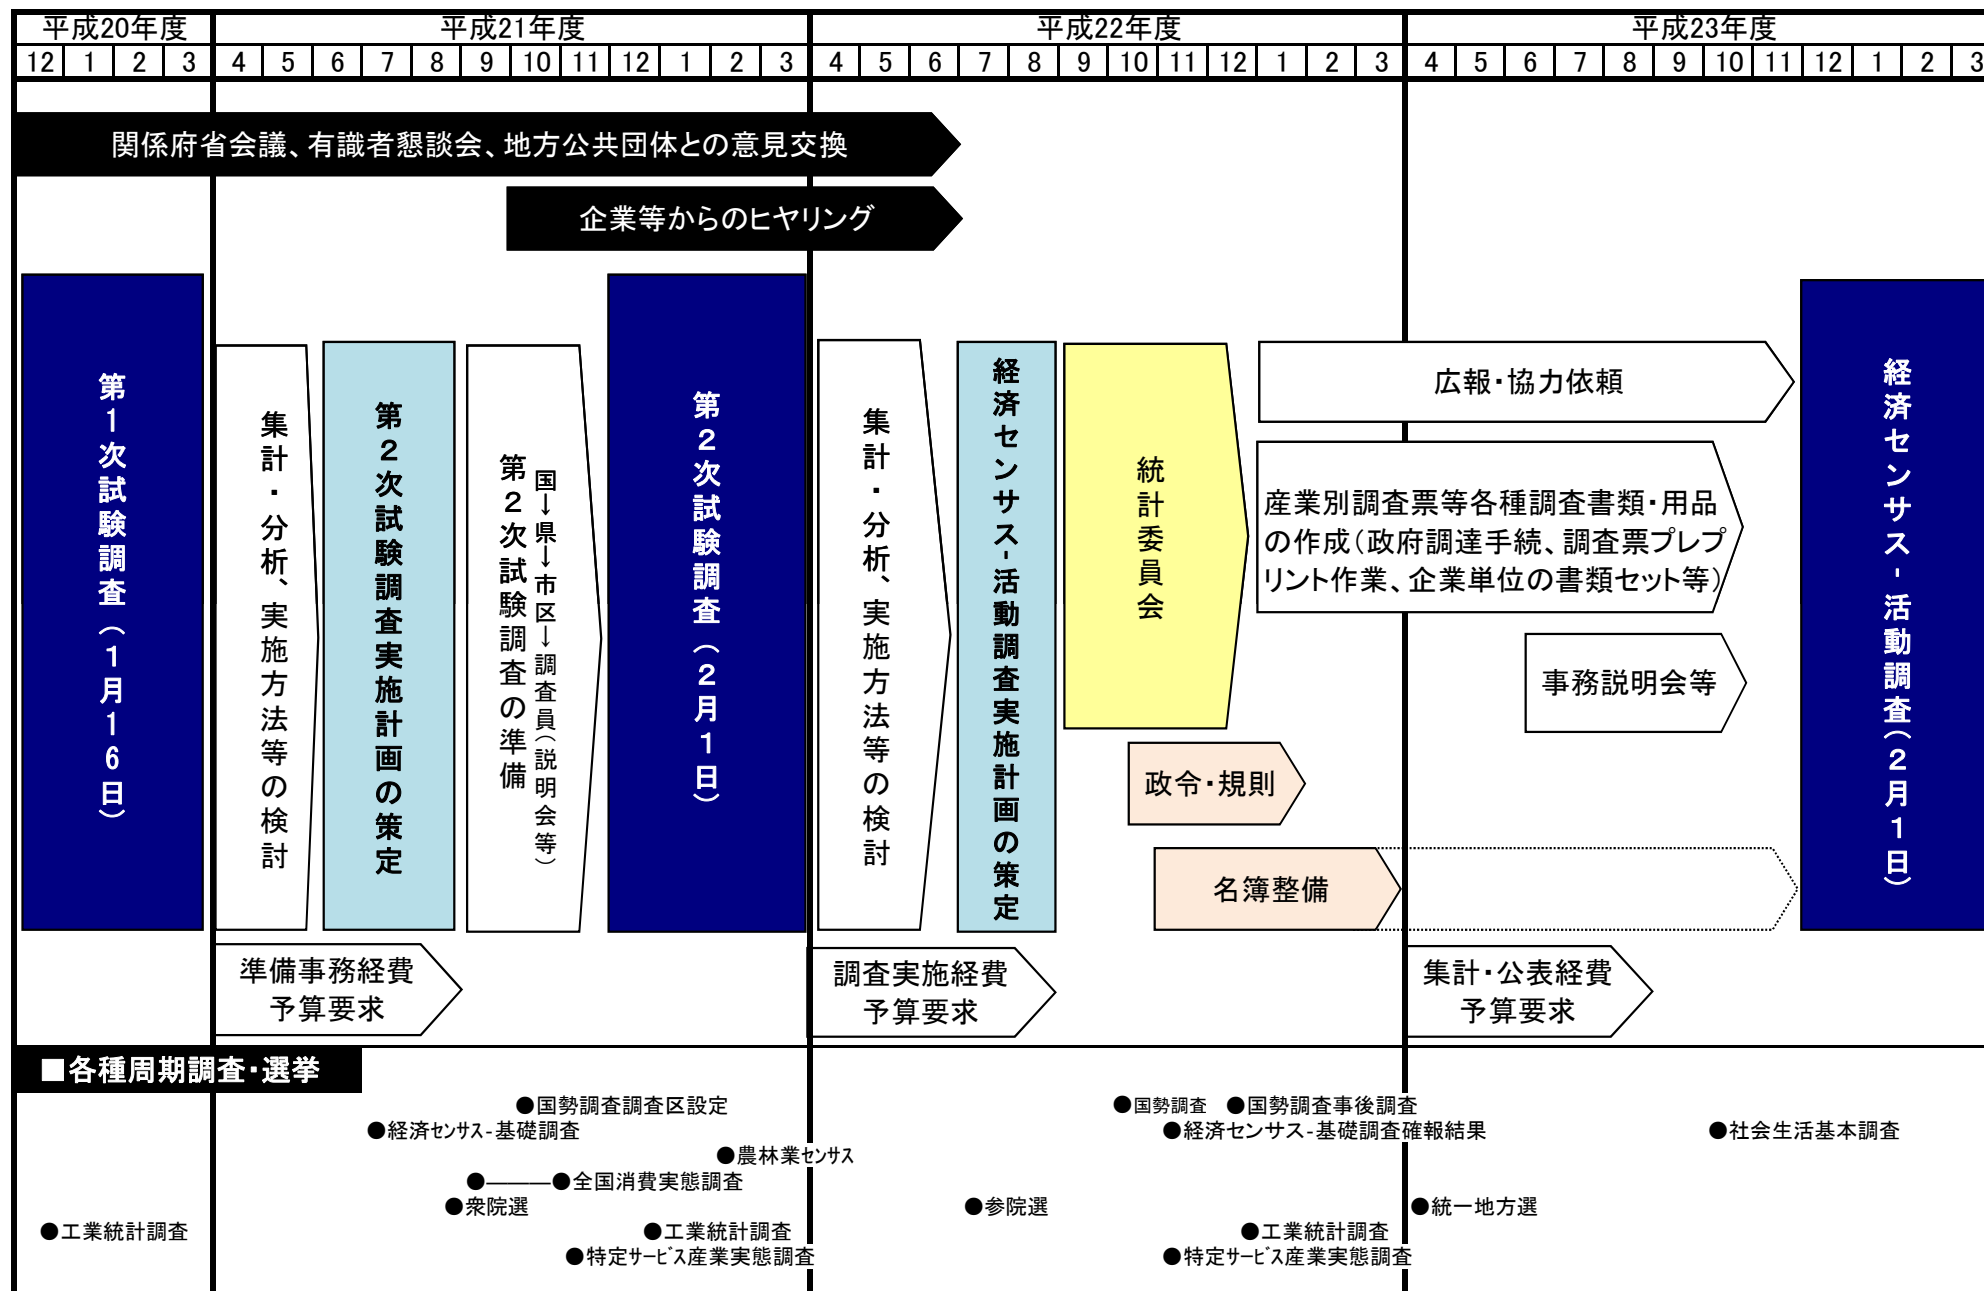 平成20年度 平成21年度 平成22年度 平成23年度
12 1 2 3 4 5 6 7 8 9 10 11 12 1 2 3 4 5 6 7 8 9 10 11 12 1 2 3 4 5 6 7 8 9 10 11 12 1 2 3
関係府省会議、有識者懇談会、地方公共団体との意見交換
企業等からのヒヤリング
第1次試験調査(1月16日)
集計・分析、実施方法等の検討
第2次試験調査実施計画の策定
第2次試験調査の準備
国→県→市区→調査員(説明会等)
第2次試験調査(2月1日)
集計・分析、実施方法等の検討
経済センサス-活動調査実施計画の策定
統計委員会
広報・協力依頼
産業別調査票等各種調査書類・用品
の作成(政府調達手続、調査票プレプ
リント作業、企業単位の書類セット等)
事務説明会等
政令・規則
名簿整備
経済センサス-活動調査(2月1日)
準備事務経費
予算要求
調査実施経費
予算要求
集計・公表経費
予算要求
■各種周期調査・選挙
●国勢調査調査区設定
●国勢調査
●国勢調査事後調査
●経済センサス-基礎調査
●経済センサス-基礎調査確報結果
●社会生活基本調査
●農林業センサス
●———●全国消費実態調査
●衆院選
●参院選
●統一地方選
●工業統計調査
●工業統計調査
●工業統計調査
●特定サービス産業実態調査
●特定サービス産業実態調査